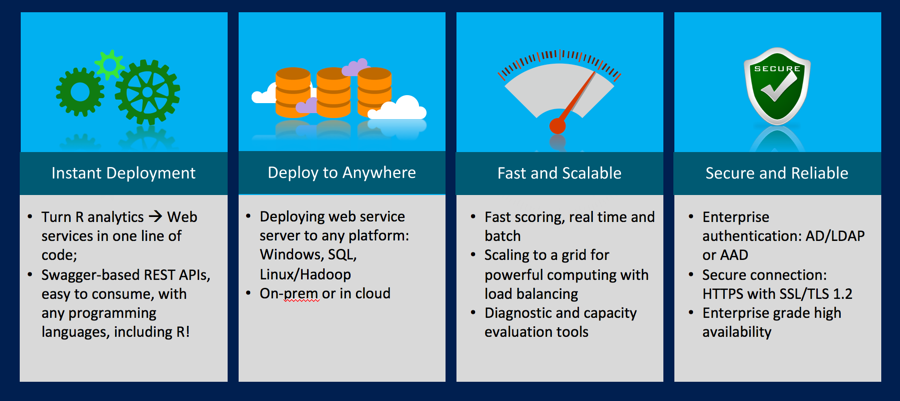 SECURE
Instant Deployment
• Turn R analytics → Web
services in one line of
code;
• Swagger-based REST APIs,
easy to consume, with
any programming
languages, including R!
Deploy to Anywhere
• Deploying web service
server to any platform:
Windows, SQL,
Linux/Hadoop
• On-prem or in cloud
Fast and Scalable
• Fast scoring, real time and
batch
• Scaling to a grid for
powerful computing with
load balancing
• Diagnostic and capacity
evaluation tools
Secure and Reliable
• Enterprise
authentication: AD/LDAP
or AAD
• Secure connection:
HTTPS with SSL/TLS 1.2
• Enterprise grade high
availability